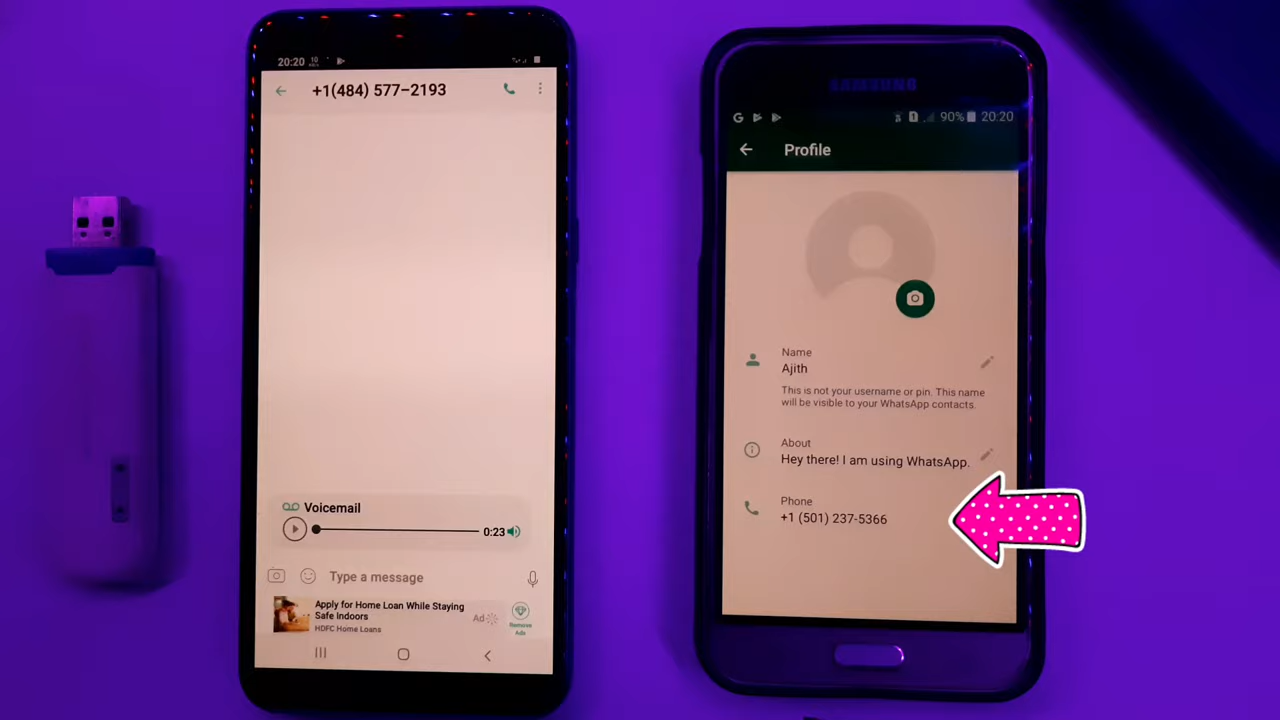 20:20
+1(484) 577–2193
Voicemail
0:23
Type a message
Apply for Home Loan While Staying
Safe Indoors
Ad
HDFC Home Loans
Remove
Ads
SAMSUNG
G
90%
20:20
Profile
Name
Ajith
This is not your username or pin. This name
will be visible to your WhatsApp contacts.
About
Hey there! I am using WhatsApp.
Phone
+1 (501) 237-5366